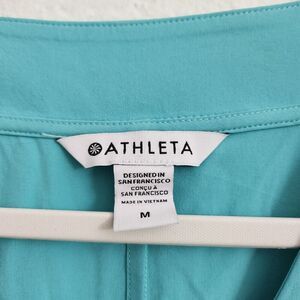 ATHLETA
DESIGNED IN
SAN FRANCISCO
CONÇU À
SAN FRANCISCO
MADE IN VIETNAM
M